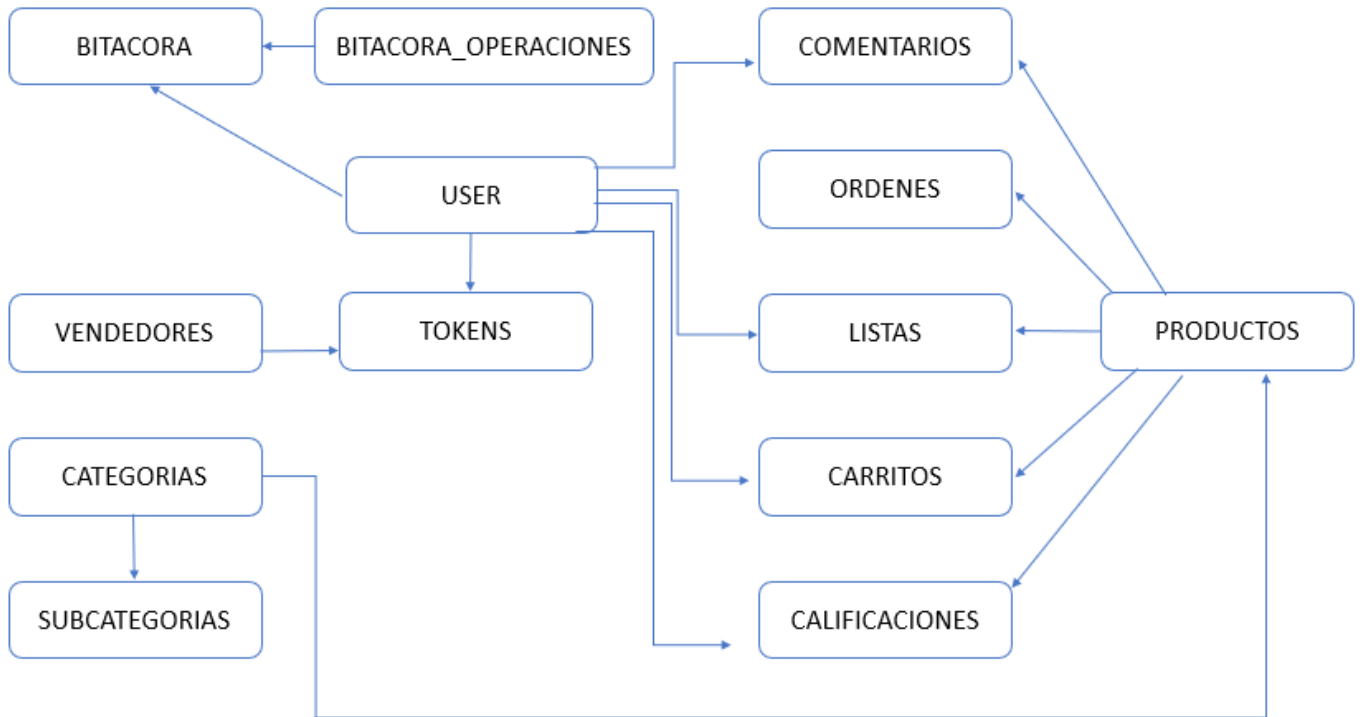 BITACORA
BITACORA_OPERACIONES
COMENTARIOS
USER
ORDENES
VENDEDORES
TOKENS
LISTAS
PRODUCTOS
CATEGORIAS
CARRITOS
SUBCATEGORIAS
CALIFICACIONES